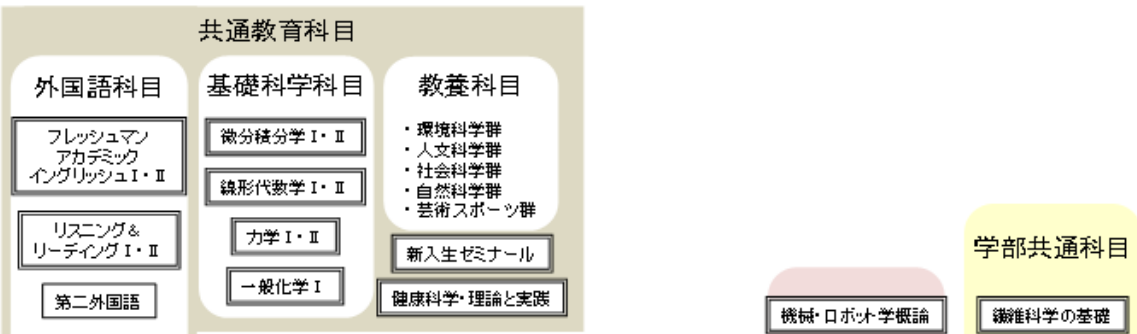 共通教育科目
外国語科目
フレッシュマン
アカデミック
イングリッシュⅠ・Ⅱ
リスニング&
リーディングⅠ・Ⅱ
第二外国語
基礎科学科目
微分積分学Ⅰ・Ⅱ
線形代数学Ⅰ・Ⅱ
力学Ⅰ・Ⅱ
一般化学Ⅰ
教養科目
・環境科学群
・人文科学群
・社会科学群
・自然科学群
・芸術スポーツ群
新入生ゼミナール
健康科学・理論と実践
機械・ロボット学概論
学部共通科目
繊維科学の基礎